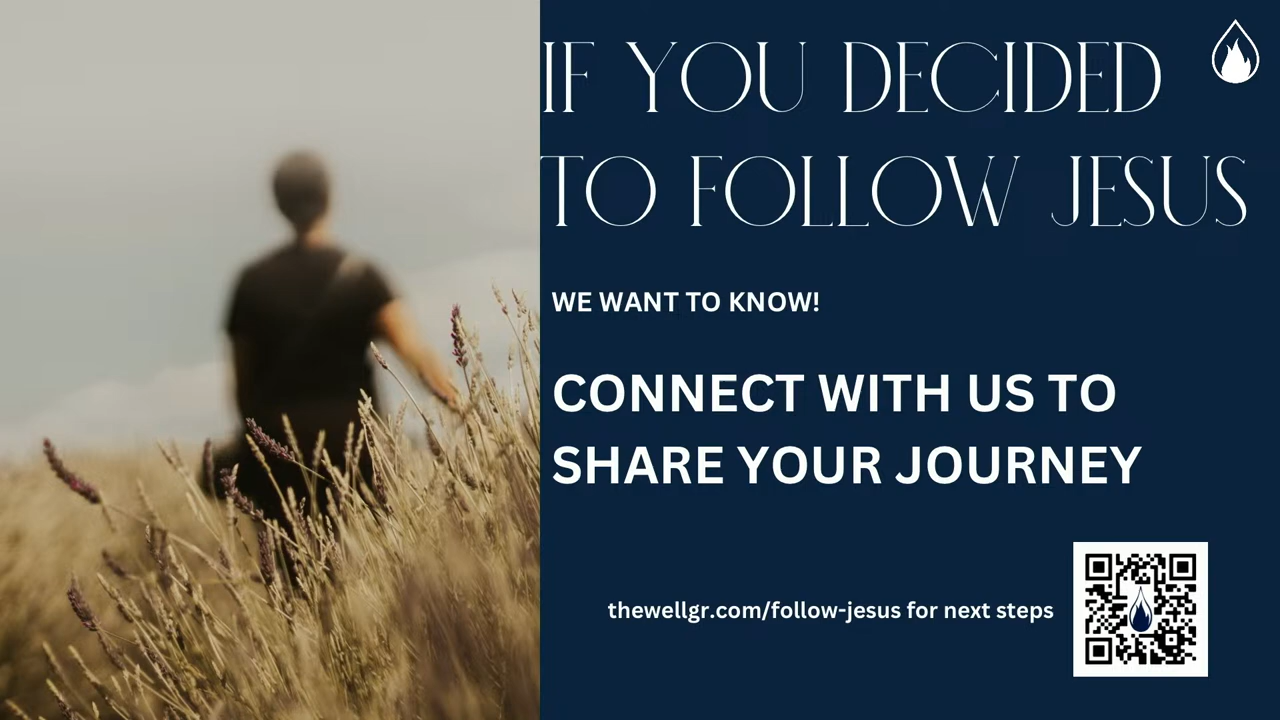 IF YOU DECIDED
TO FOLLOW JESUS
WE WANT TO KNOW!
CONNECT WITH US TO
SHARE YOUR JOURNEY
thewellgr.com/follow-jesus for next steps